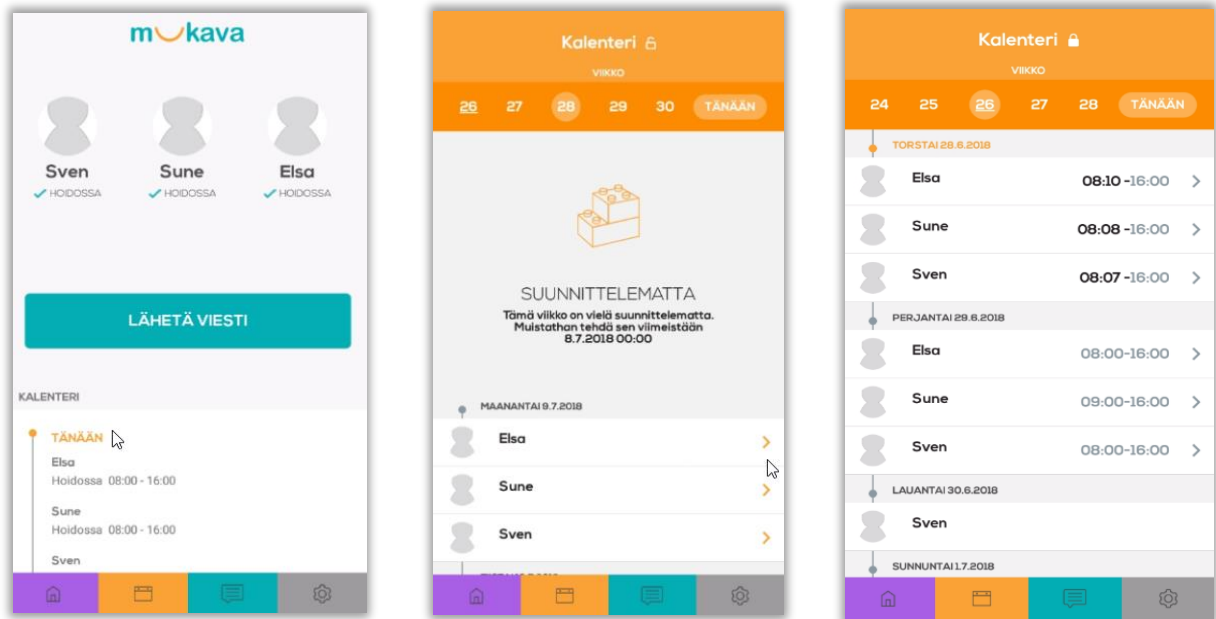 mukava
Sven
Sune
Elsa
HOIDOSSA
HOIDOSSA
HOIDOSSA
LÄHETÄ VIESTI
KALENTERI
TÄNÄÄN
Elsa
Hoidossa 08:00 - 16:00
Sune
Hoidossa 08:00 - 16:00
Sven
Kalenteri
VIIKKO
26 27 28 29 30 TÄNÄÄN
SUUNNITTELEMATTA
Tämä viikko on vielä suunnittelematta.
Muistathan tehdä sen viimeistään
8.7.2018 00:00
MAANANTAI 9.7.2018
Elsa
Sune
Sven
Kalenteri
VIIKKO
24 25 26 27 28 TÄNÄÄN
TORSTAI 28.6.2018
Elsa 08:10 -16:00
Sune 08:08 -16:00
Sven 08:07 -16:00
PERJANTAI 29.6.2018
Elsa 08:00-16:00
Sune 09:00-16:00
Sven 08:00-16:00
LAUANTAI 30.6.2018
Sven
SUNNUNTAI 1.7.2018